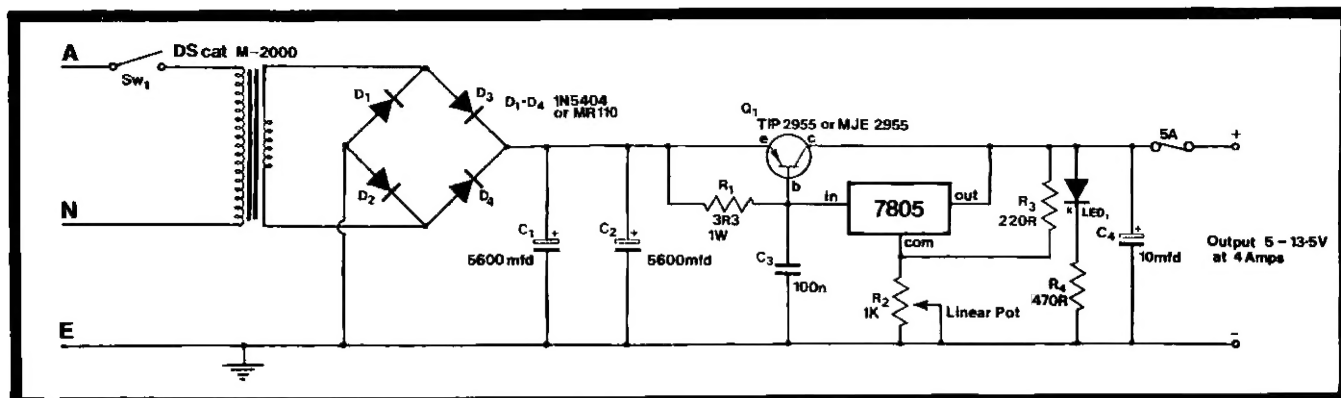 A
DS cat M-2000
Sw1
N
E
D1
D2
D3
D4
D1-D4 1N5404
or MR110
C1
+
5600mfd
C2
+
5600mfd
Q1
TIP 2955 or MJE 2955
e
c
b
R1
3R3
1W
C3
100n
in
7805
out
com
R2
1K
Linear Pot
R3
220R
K
LED1
R4
470R
C4
+
10mfd
5A
+
Output 5 - 13·5V
at 4 Amps
-